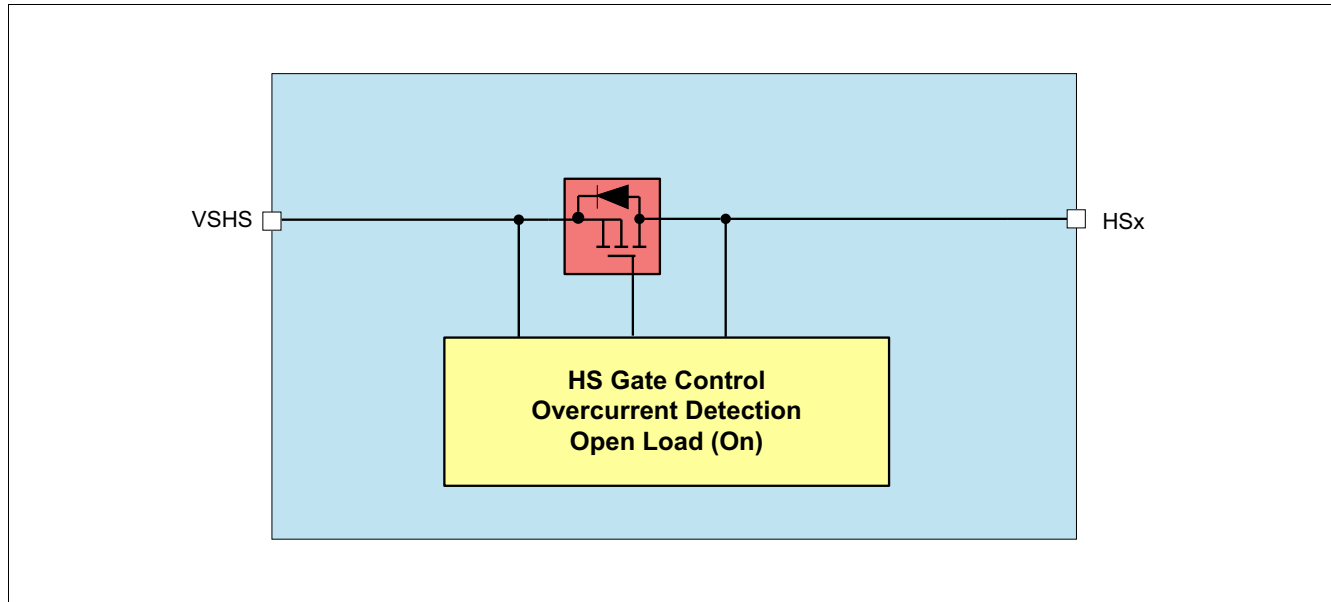 VSHS
HSx
HS Gate Control
Overcurrent Detection
Open Load (On)